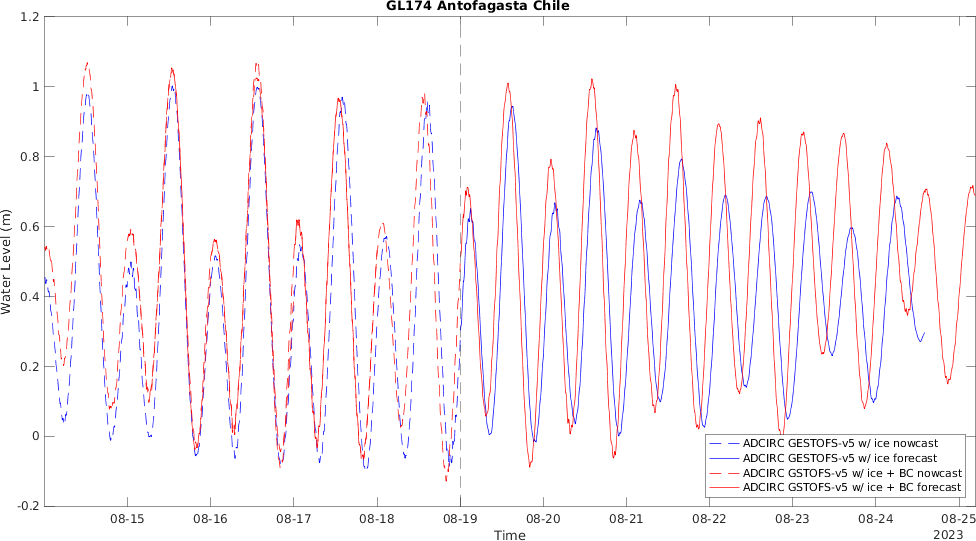 GL174 Antofagasta Chile
1.2
1
0.8
0.6
0.4
0.2
0
-0.2
Water Level (m)
08-15
08-16
08-17
08-18
08-19
08-20
08-21
08-22
08-23
08-24
08-25
Time
2023
ADCIRC GESTOFS-v5 w/ ice nowcast
ADCIRC GESTOFS-v5 w/ ice forecast
ADCIRC GSTOFS-v5 w/ ice + BC nowcast
ADCIRC GSTOFS-v5 w/ ice + BC forecast